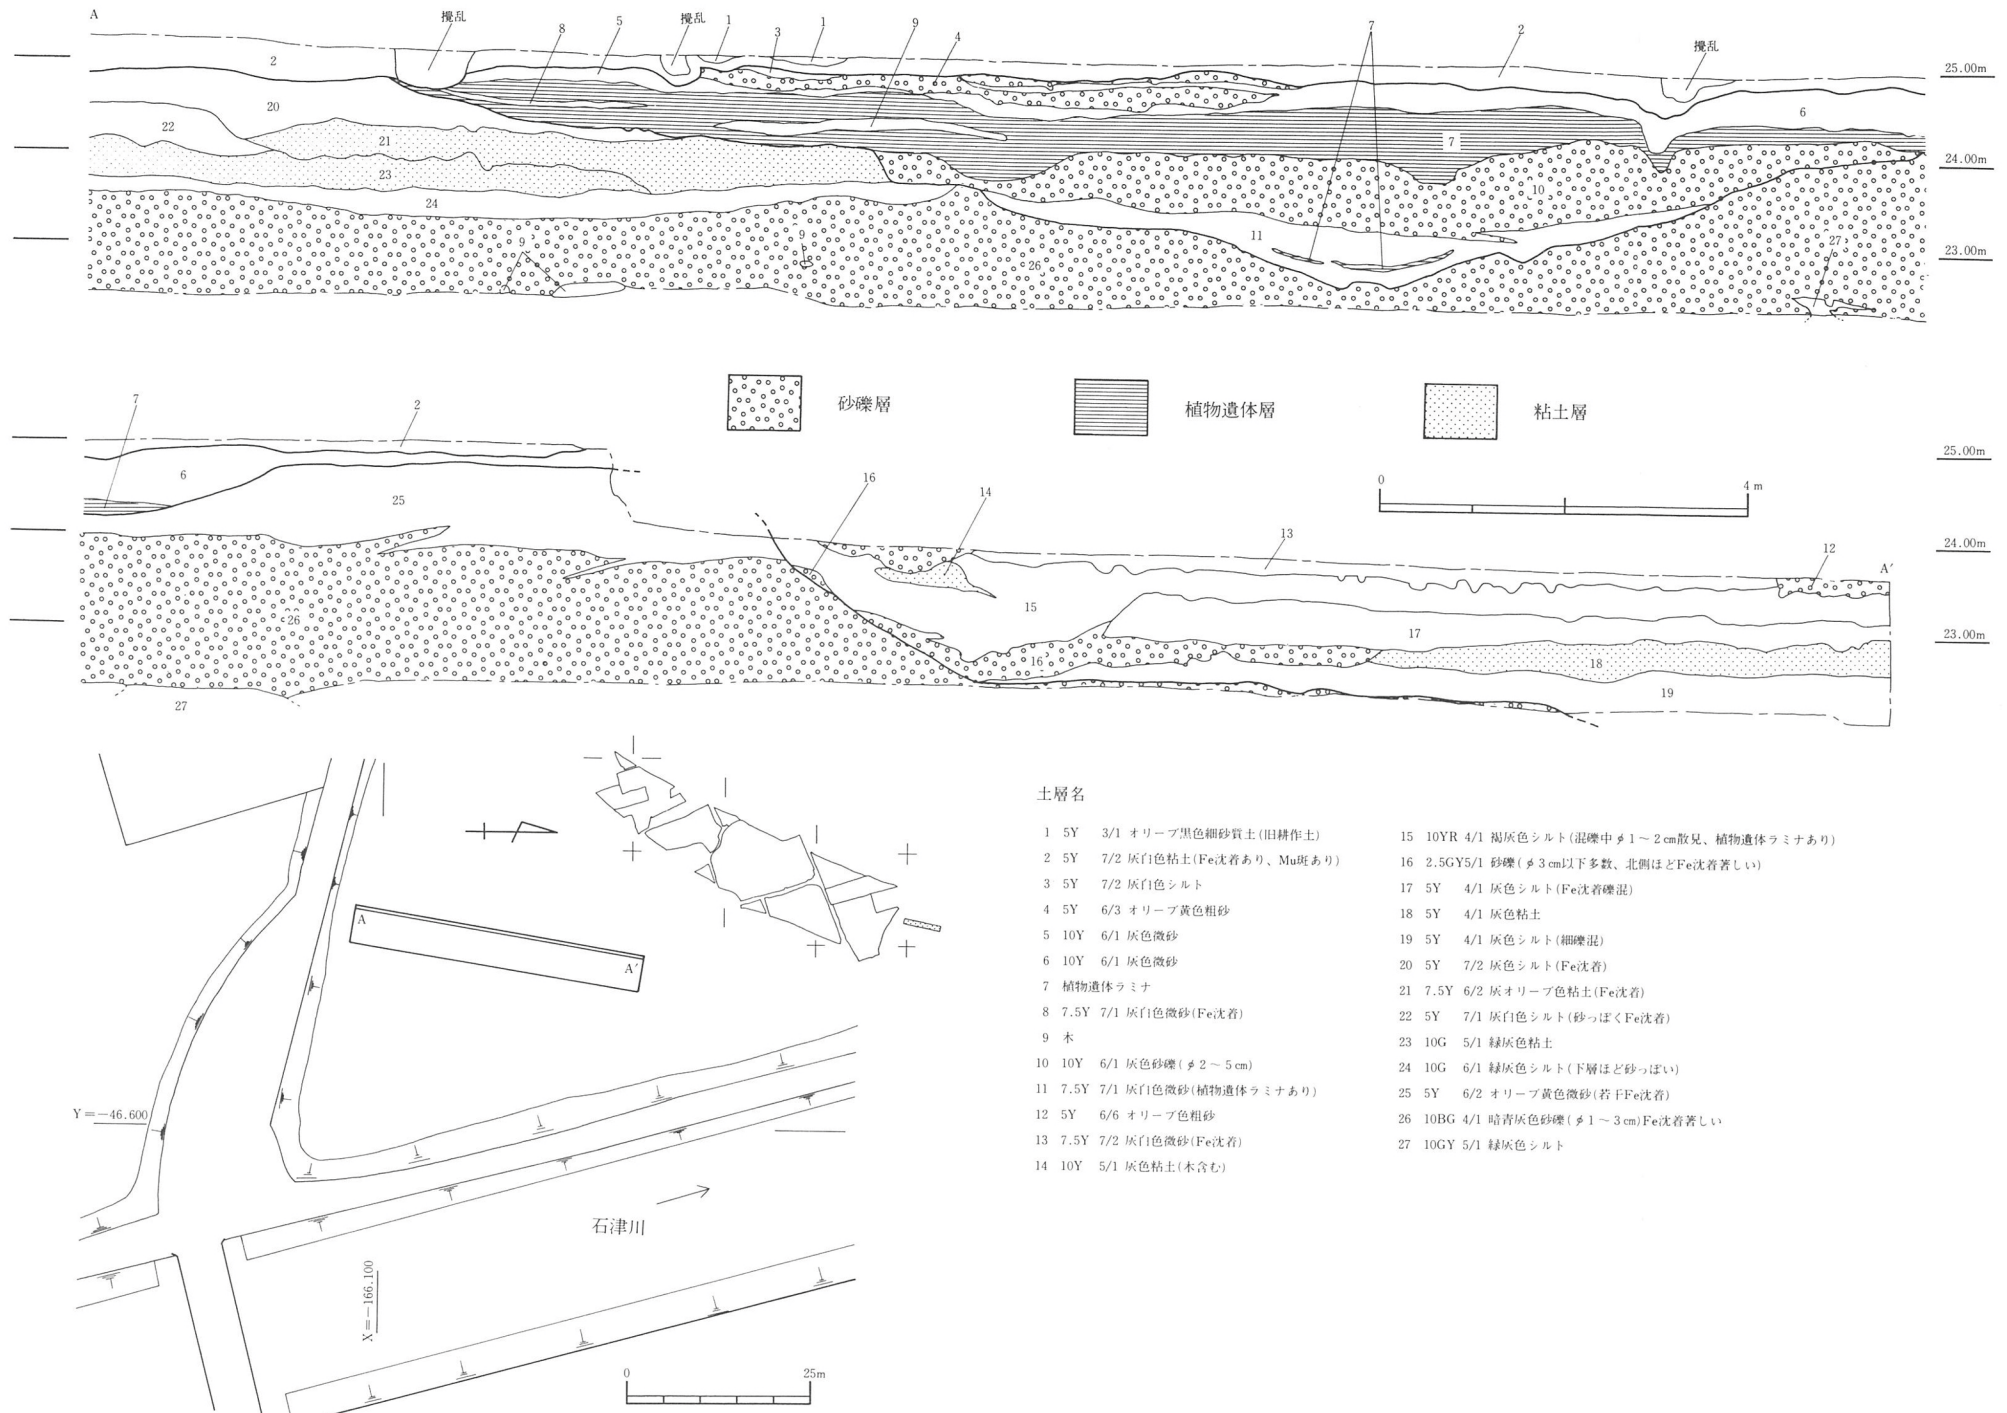 A
攪乱
8
5
攪乱
1
3
1
9
4
7
2
攪乱
2
25.00m
20
6
22
21
7
24.00m
23
10
24
9
9
11
26
27
23.00m
砂礫層
植物遺体層
粘土層
7
2
25.00m
6
25
16
14
0
4 m
13
12
24.00m
A′
15
17
23.00m
26
16
18
19
27
A
A′
Y=−46.600
X=−166.100
石津川
0
25m
土層名
1 5Y 3/1 オリーブ黒色細砂質土(旧耕作土)
2 5Y 7/2 灰白色粘土(Fe沈着あり、Mu斑あり)
3 5Y 7/2 灰白色シルト
4 5Y 6/3 オリーブ黄色粗砂
5 10Y 6/1 灰色微砂
6 10Y 6/1 灰色微砂
7 植物遺体ラミナ
8 7.5Y 7/1 灰白色微砂(Fe沈着)
9 木
10 10Y 6/1 灰色砂礫(φ2～5㎝)
11 7.5Y 7/1 灰白色微砂(植物遺体ラミナあり)
12 5Y 6/6 オリーブ色粗砂
13 7.5Y 7/2 灰白色微砂(Fe沈着)
14 10Y 5/1 灰色粘土(木含む)
15 10YR 4/1 褐灰色シルト(混礫中φ1～2㎝散見、植物遺体ラミナあり)
16 2.5GY5/1 砂礫(φ3㎝以下多数、北側ほどFe沈着著しい)
17 5Y 4/1 灰色シルト(Fe沈着礫混)
18 5Y 4/1 灰色粘土
19 5Y 4/1 灰色シルト(細礫混)
20 5Y 7/2 灰色シルト(Fe沈着)
21 7.5Y 6/2 灰オリーブ色粘土(Fe沈着)
22 5Y 7/1 灰白色シルト(砂っぽくFe沈着)
23 10G 5/1 緑灰色粘土
24 10G 6/1 緑灰色シルト(下層ほど砂っぽい)
25 5Y 6/2 オリーブ黄色微砂(若干Fe沈着)
26 10BG 4/1 暗青灰色砂礫(φ1～3㎝)Fe沈着著しい
27 10GY 5/1 緑灰色シルト